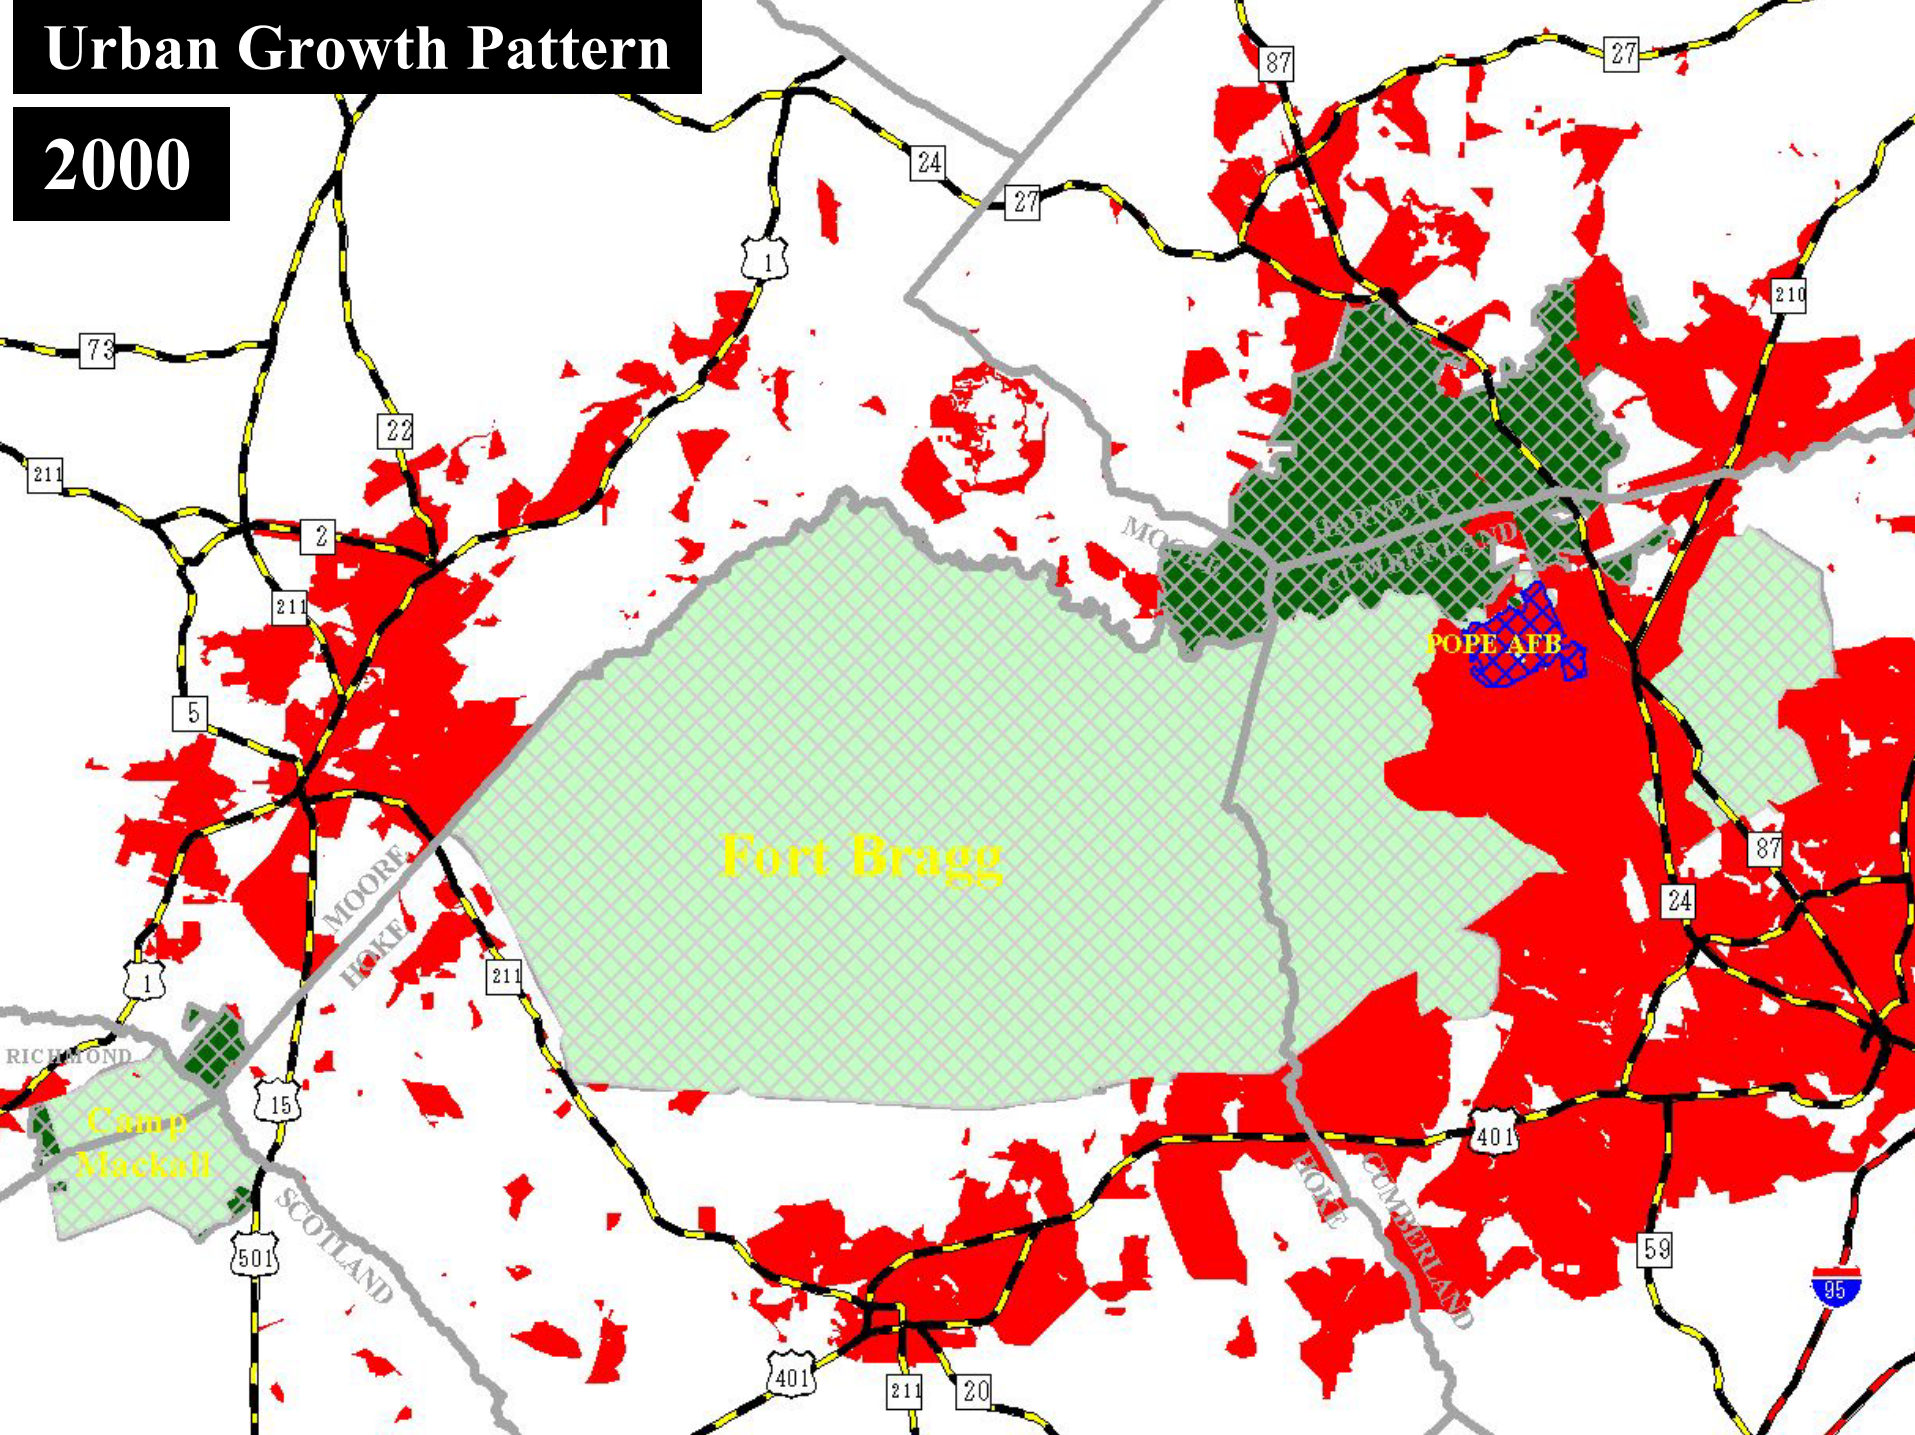 Urban Growth Pattern
2000
87
27
24
27
1
210
73
22
211
2
MOORE
HARNETT
CUMBERLAND
211
POPE AFB
5
Fort Bragg
87
MOORE
HOKE
24
1
211
RICHMOND
15
Camp
Mackall
401
HOKE
CUMBERLAND
SCOTLAND
501
59
95
401
211
20